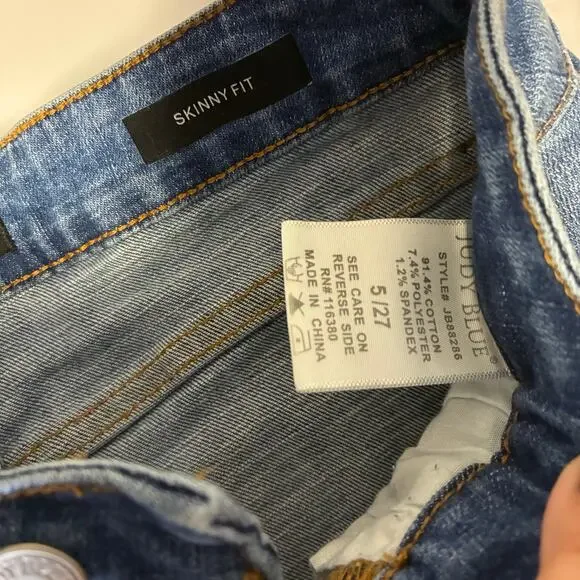 SKINNY FIT
JUDY BLUE®
STYLE# JB88286
91.4% COTTON
7.4% POLYESTER
1.2% SPANDEX
5/27
SEE CARE ON
REVERSE SIDE
RN# 116380
MADE IN CHINA